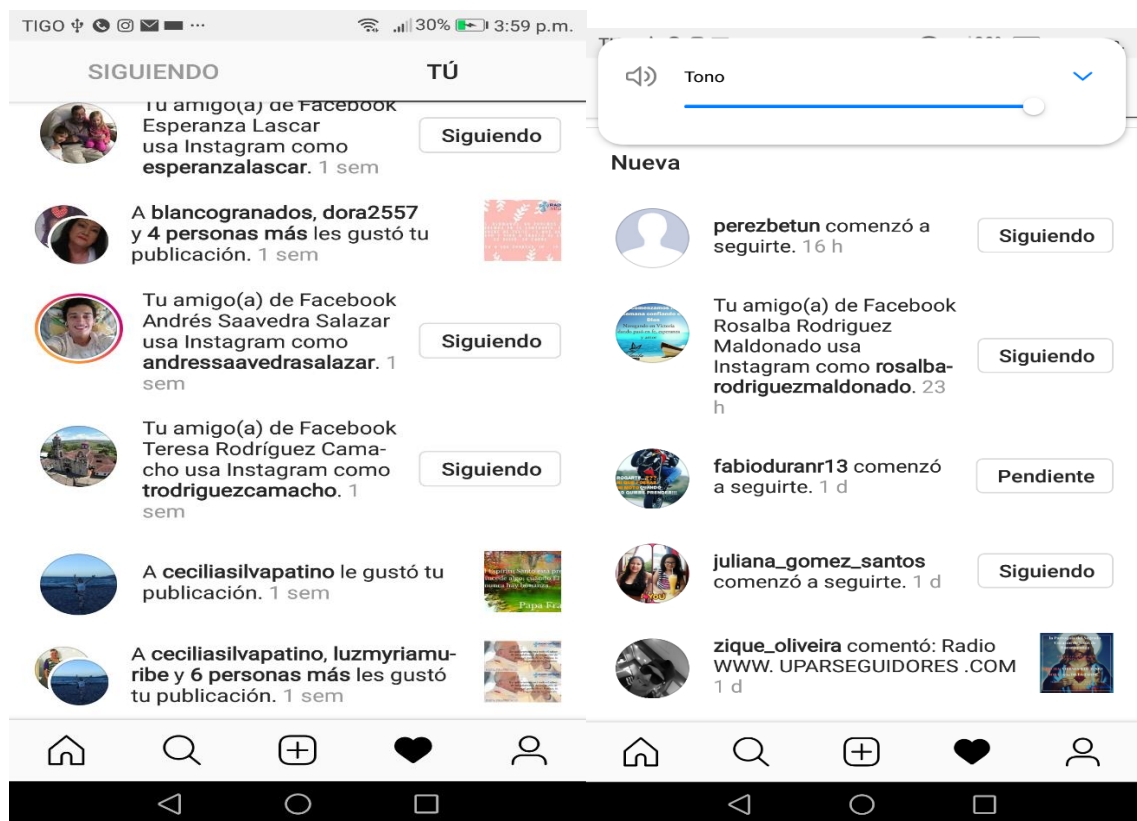 TIGO ... 30% 3:59 p.m.
SIGUIENDO
TÚ
Tu amigo(a) de Facebook
Esperanza Lascar
usa Instagram como
esperanzalascar. 1 sem
Siguiendo
A blancogranados, dora2557
y 4 personas más les gustó tu
publicación. 1 sem
Tu amigo(a) de Facebook
Andrés Saavedra Salazar
usa Instagram como
andressaavedrasalazar. 1
sem
Siguiendo
Tu amigo(a) de Facebook
Teresa Rodríguez Cama-
cho usa Instagram como
trodriguezcamacho. 1
sem
Siguiendo
A ceciliasilvapatino le gustó tu
publicación. 1 sem
Papa Fra
A ceciliasilvapatino, luzmyriamu-
ribe y 6 personas más les gustó
tu publicación. 1 sem
Tono
Nueva
perezbetun comenzó a
seguirte. 16 h
Siguiendo
Tu amigo(a) de Facebook
Rosalba Rodriguez
Maldonado usa
Instagram como rosalba-
rodriguezmaldonado. 23
h
Siguiendo
fabioduranr13 comenzó
a seguirte. 1 d
Pendiente
juliana_gomez_santos
comenzó a seguirte. 1 d
Siguiendo
zique_oliveira comentó: Radio
WWW. UPARSEGUIDORES .COM
1 d